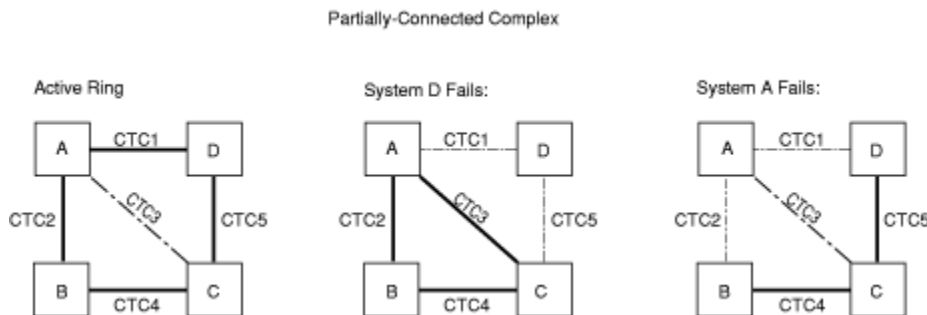 Partially-Connected Complex
Active Ring
System D Fails:
System A Fails:
A
CTC1
D
A
CTC1
D
A
CTC1
D
CTC2
CTC3
CTC5
CTC2
CTC3
CTC5
CTC2
CTC3
CTC5
B
CTC4
C
B
CTC4
C
B
CTC4
C